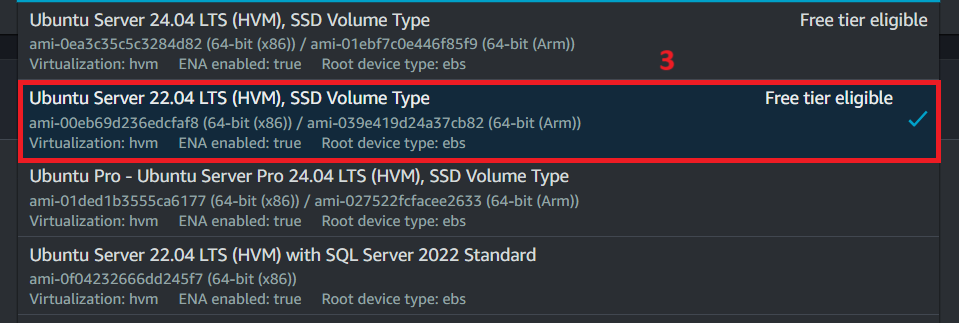 Ubuntu Server 24.04 LTS (HVM), SSD Volume Type Free tier eligible
ami-0ea3c35c5c3284d82 (64-bit (x86)) / ami-01ebf7c0e446f85f9 (64-bit (Arm))
Virtualization: hvm ENA enabled: true Root device type: ebs
3
Ubuntu Server 22.04 LTS (HVM), SSD Volume Type Free tier eligible
ami-00eb69d236edcfaf8 (64-bit (x86)) / ami-039e419d24a37cb82 (64-bit (Arm))
Virtualization: hvm ENA enabled: true Root device type: ebs
Ubuntu Pro - Ubuntu Server Pro 24.04 LTS (HVM), SSD Volume Type
ami-01ded1b3555ca6177 (64-bit (x86)) / ami-027522fcfacee2633 (64-bit (Arm))
Virtualization: hvm ENA enabled: true Root device type: ebs
Ubuntu Server 22.04 LTS (HVM) with SQL Server 2022 Standard
ami-0f04232666dd245f7 (64-bit (x86))
Virtualization: hvm ENA enabled: true Root device type: ebs